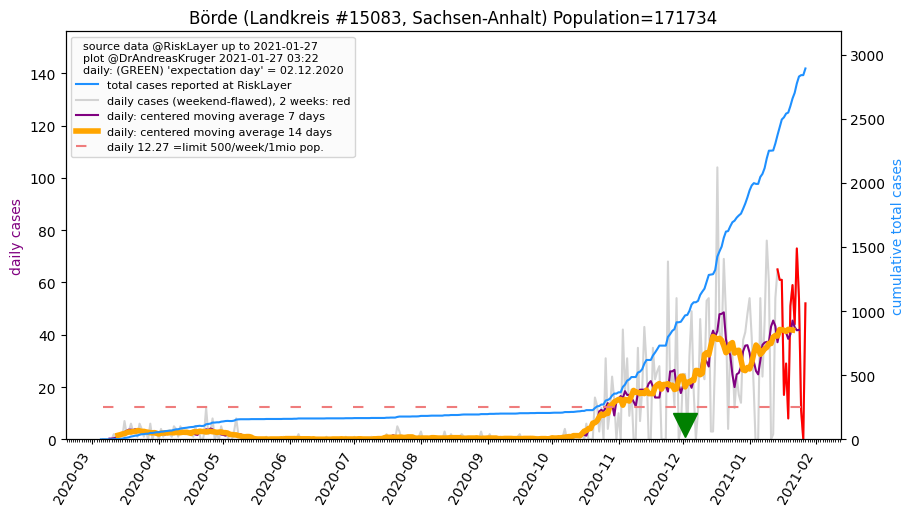 Börde (Landkreis #15083, Sachsen-Anhalt) Population=171734
source data @RiskLayer up to 2021-01-27
plot @DrAndreasKruger 2021-01-27 03:22
daily: (GREEN) 'expectation day' = 02.12.2020
total cases reported at RiskLayer
daily cases (weekend-flawed), 2 weeks: red
daily: centered moving average 7 days
daily: centered moving average 14 days
daily 12.27 =limit 500/week/1mio pop.
daily cases
140
120
100
80
60
40
20
0
3000
2500
2000
1500
1000
500
0
cumulative total cases
2020-03
2020-04
2020-05
2020-06
2020-07
2020-08
2020-09
2020-10
2020-11
2020-12
2021-01
2021-02